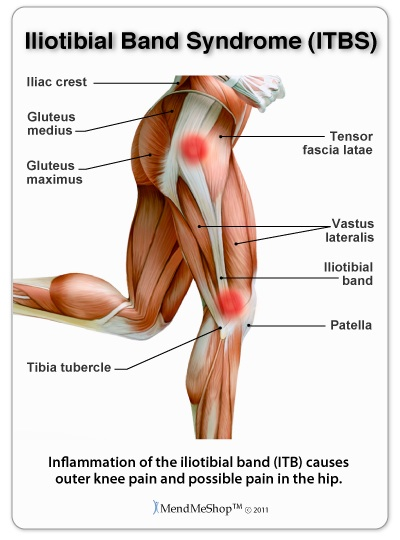 Iliotibial Band Syndrome (ITBS)
Iliac crest
Gluteus
medius
Gluteus
maximus
Tensor
fascia latae
Vastus
lateralis
Iliotibial
band
Patella
Tibia tubercle
Inflammation of the iliotibial band (ITB) causes
outer knee pain and possible pain in the hip.
MendMeShop™ © 2011